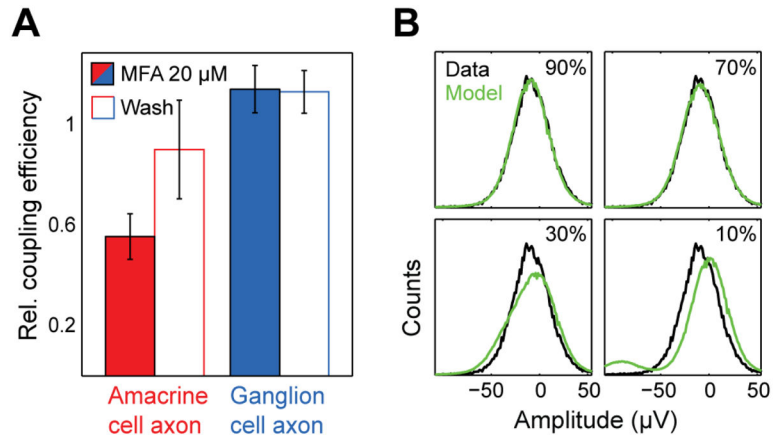 A
Rel. coupling efficiency
1
0.6
0.2
MFA 20 μM
Wash
Amacrine
cell axon
Ganglion
cell axon
B
Data
Model
90%
70%
30%
10%
Counts
−50
0
50
−50
0
50
Amplitude (μV)